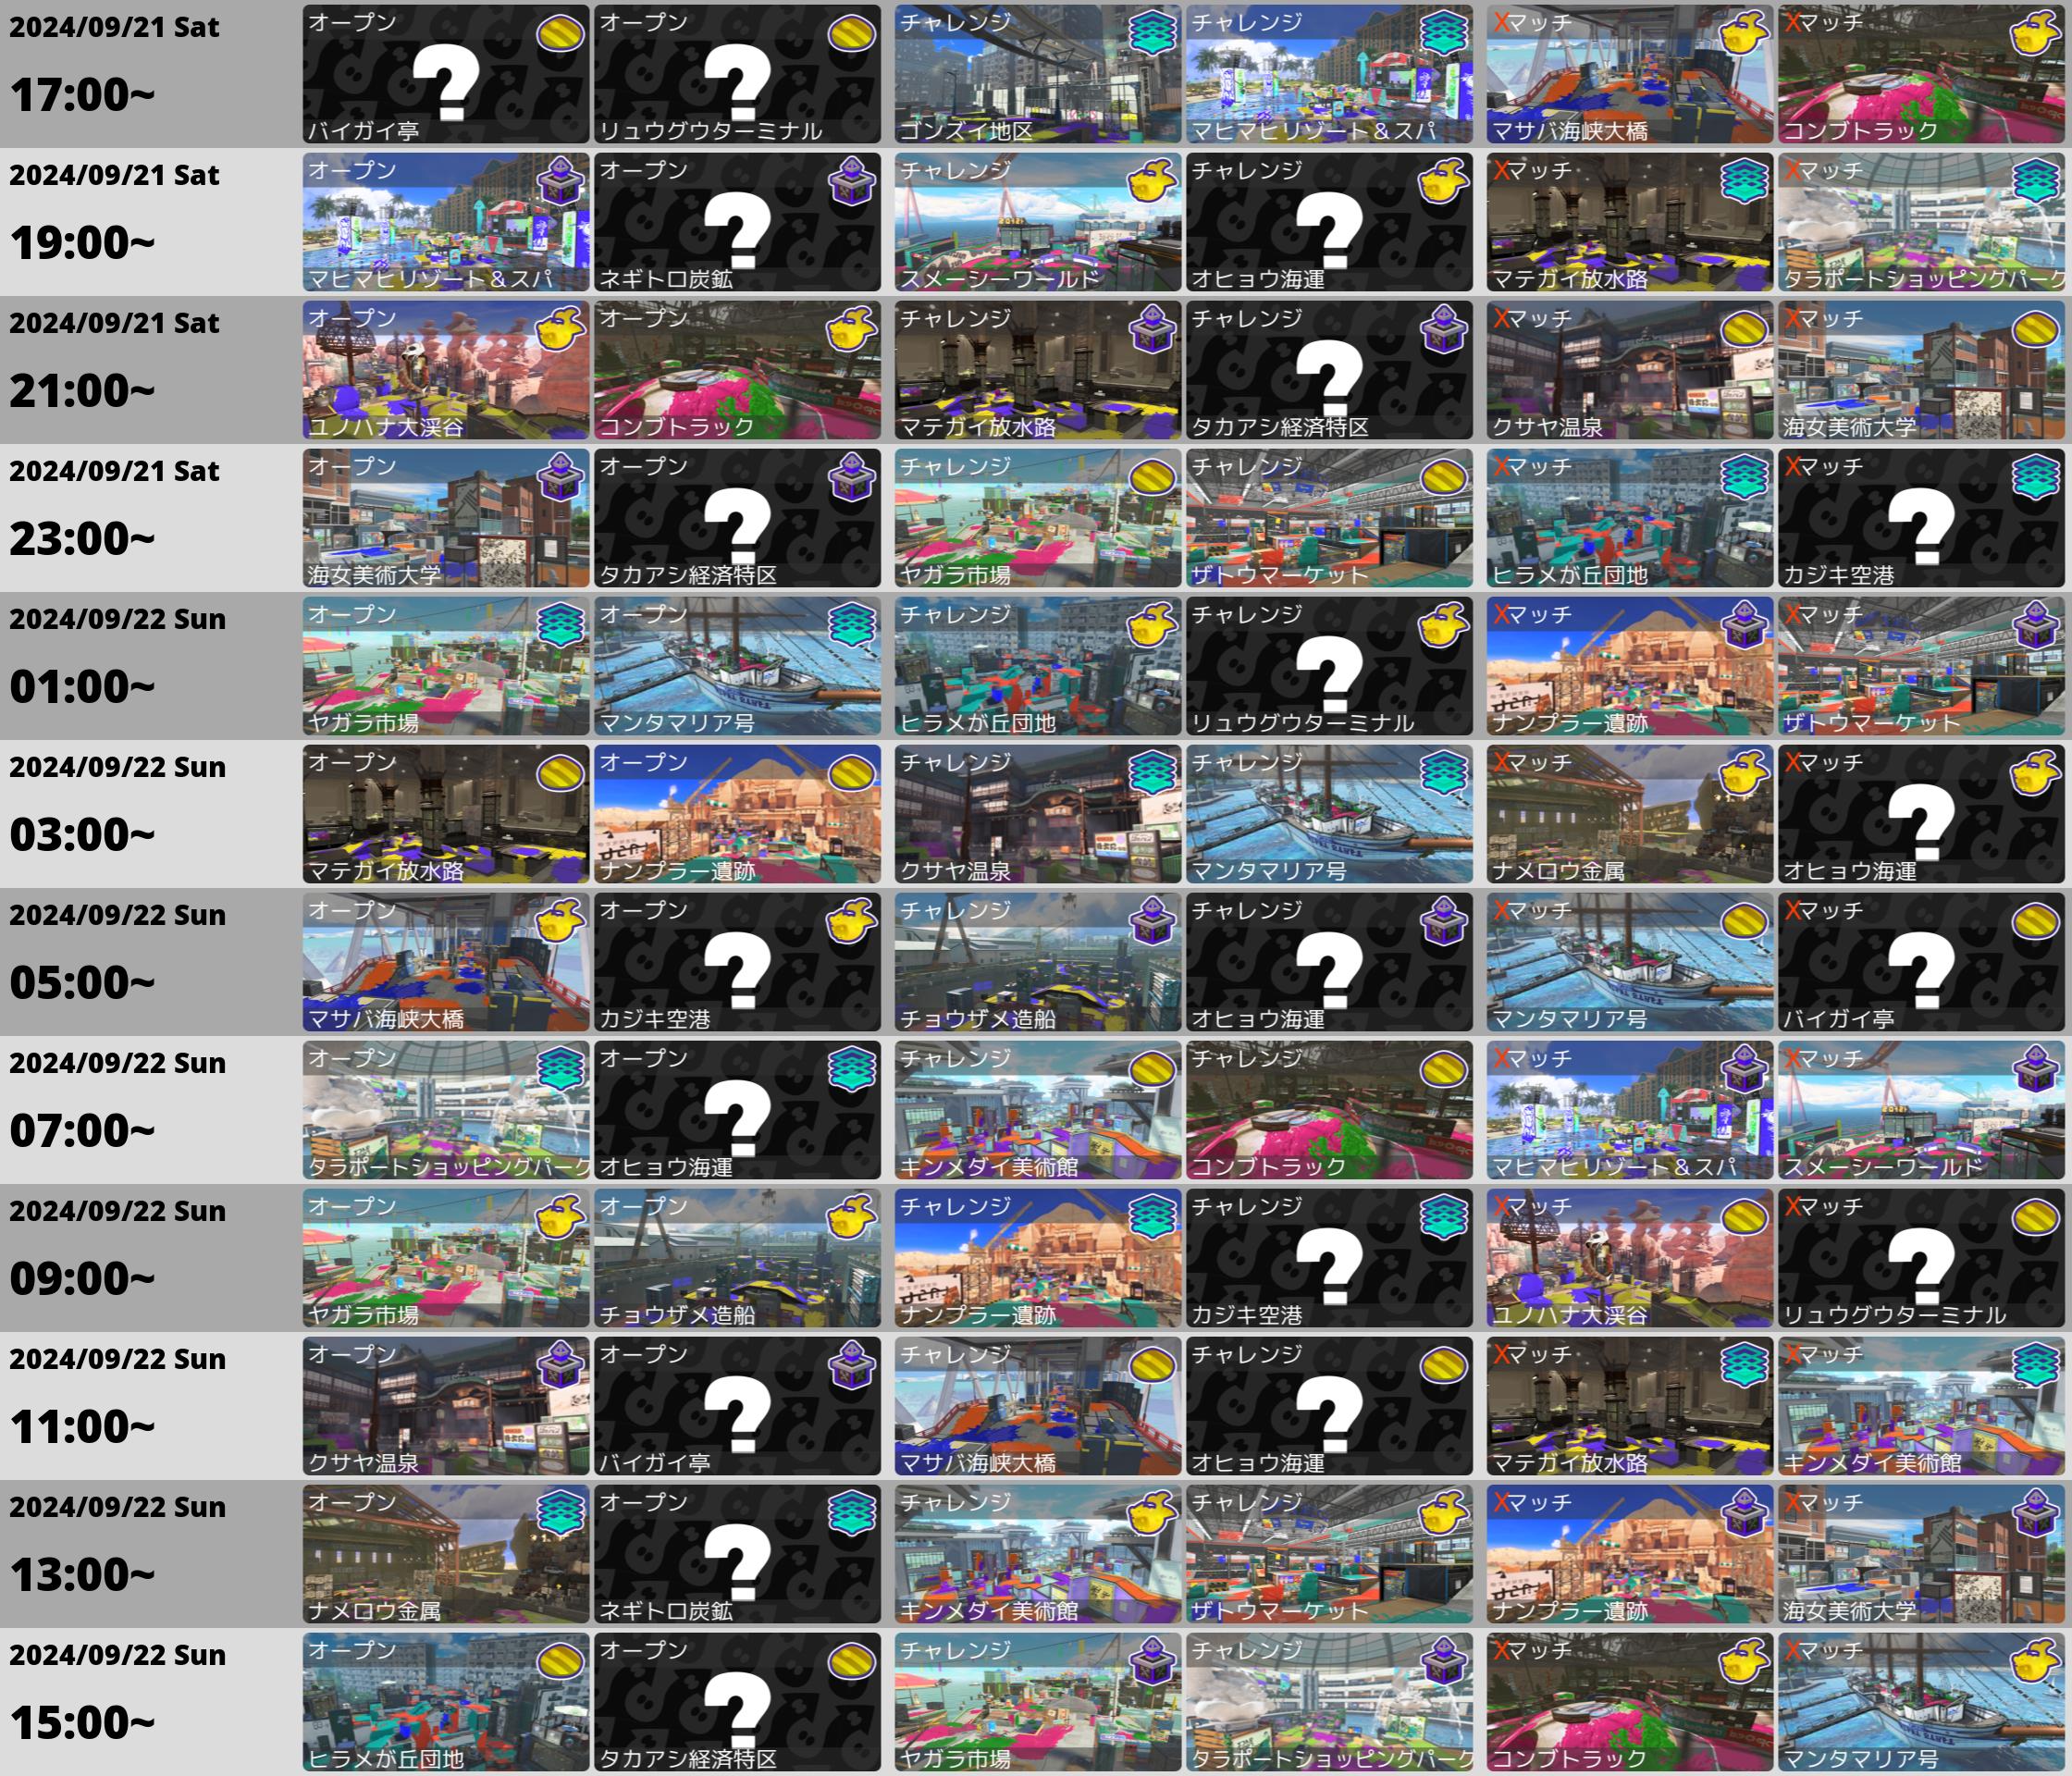 2024/09/21 Sat
17:00~
オープン オープン チャレンジ チャレンジ Xマッチ Xマッチ
バイガイ亭 リュウグウターミナル ゴンズイ地区 マヒマヒリゾート＆スパ マサバ海峡大橋 コンブトラック
2024/09/21 Sat
19:00~
オープン オープン チャレンジ チャレンジ Xマッチ Xマッチ
マヒマヒリゾート＆スパ ネギトロ炭鉱 スメーシーワールド オヒョウ海運 マテガイ放水路 タラポートショッピングパーク
2024/09/21 Sat
21:00~
オープン オープン チャレンジ チャレンジ Xマッチ Xマッチ
ユノハナ大渓谷 コンブトラック マテガイ放水路 タカアシ経済特区 クサヤ温泉 海女美術大学
2024/09/21 Sat
23:00~
オープン オープン チャレンジ チャレンジ Xマッチ Xマッチ
海女美術大学 タカアシ経済特区 ヤガラ市場 ザトウマーケット ヒラメが丘団地 カジキ空港
2024/09/22 Sun
01:00~
オープン オープン チャレンジ チャレンジ Xマッチ Xマッチ
ヤガラ市場 マンタマリア号 ヒラメが丘団地 リュウグウターミナル ナンプラー遺跡 ザトウマーケット
2024/09/22 Sun
03:00~
オープン オープン チャレンジ チャレンジ Xマッチ Xマッチ
マテガイ放水路 ナンプラー遺跡 クサヤ温泉 マンタマリア号 ナメロウ金属 オヒョウ海運
2024/09/22 Sun
05:00~
オープン オープン チャレンジ チャレンジ Xマッチ Xマッチ
マサバ海峡大橋 カジキ空港 チョウザメ造船 オヒョウ海運 マンタマリア号 バイガイ亭
2024/09/22 Sun
07:00~
オープン オープン チャレンジ チャレンジ Xマッチ Xマッチ
タラポートショッピングパーク オヒョウ海運 キンメダイ美術館 コンブトラック マヒマヒリゾート＆スパ スメーシーワールド
2024/09/22 Sun
09:00~
オープン オープン チャレンジ チャレンジ Xマッチ Xマッチ
ヤガラ市場 チョウザメ造船 ナンプラー遺跡 カジキ空港 ユノハナ大渓谷 リュウグウターミナル
2024/09/22 Sun
11:00~
オープン オープン チャレンジ チャレンジ Xマッチ Xマッチ
クサヤ温泉 バイガイ亭 マサバ海峡大橋 オヒョウ海運 マテガイ放水路 キンメダイ美術館
2024/09/22 Sun
13:00~
オープン オープン チャレンジ チャレンジ Xマッチ Xマッチ
ナメロウ金属 ネギトロ炭鉱 キンメダイ美術館 ザトウマーケット ナンプラー遺跡 海女美術大学
2024/09/22 Sun
15:00~
オープン オープン チャレンジ チャレンジ Xマッチ Xマッチ
ヒラメが丘団地 タカアシ経済特区 ヤガラ市場 タラポートショッピングパーク コンブトラック マンタマリア号